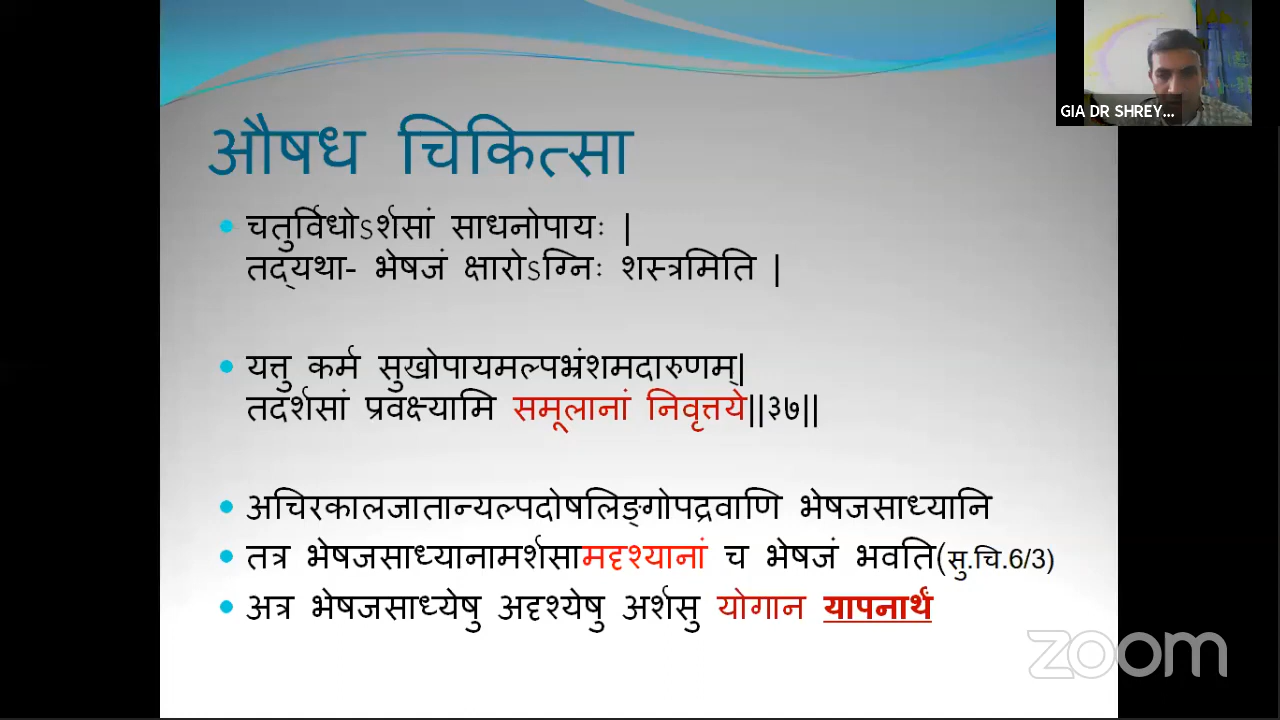 GIA DR SHREY...
औषध चिकित्सा
• चतुर्विधोऽर्शसां साधनोपायः |
तद्यथा- भेषजं क्षारोऽग्निः शस्त्रमिति |
• यत्तु कर्म सुखोपायमल्पभ्रंशमदारुणम्|
तदर्शसां प्रवक्ष्यामि समूलानां निवृत्तये||३७||
• अचिरकालजातान्यल्पदोषलिङ्गोपद्रवाणि भेषजसाध्यानि
• तत्र भेषजसाध्यानामर्शसामदृश्यानां च भेषजं भवति(सु.चि.6/3)
• अत्र भेषजसाध्येषु अदृश्येषु अर्शसु योगान यापनार्थं
zoom